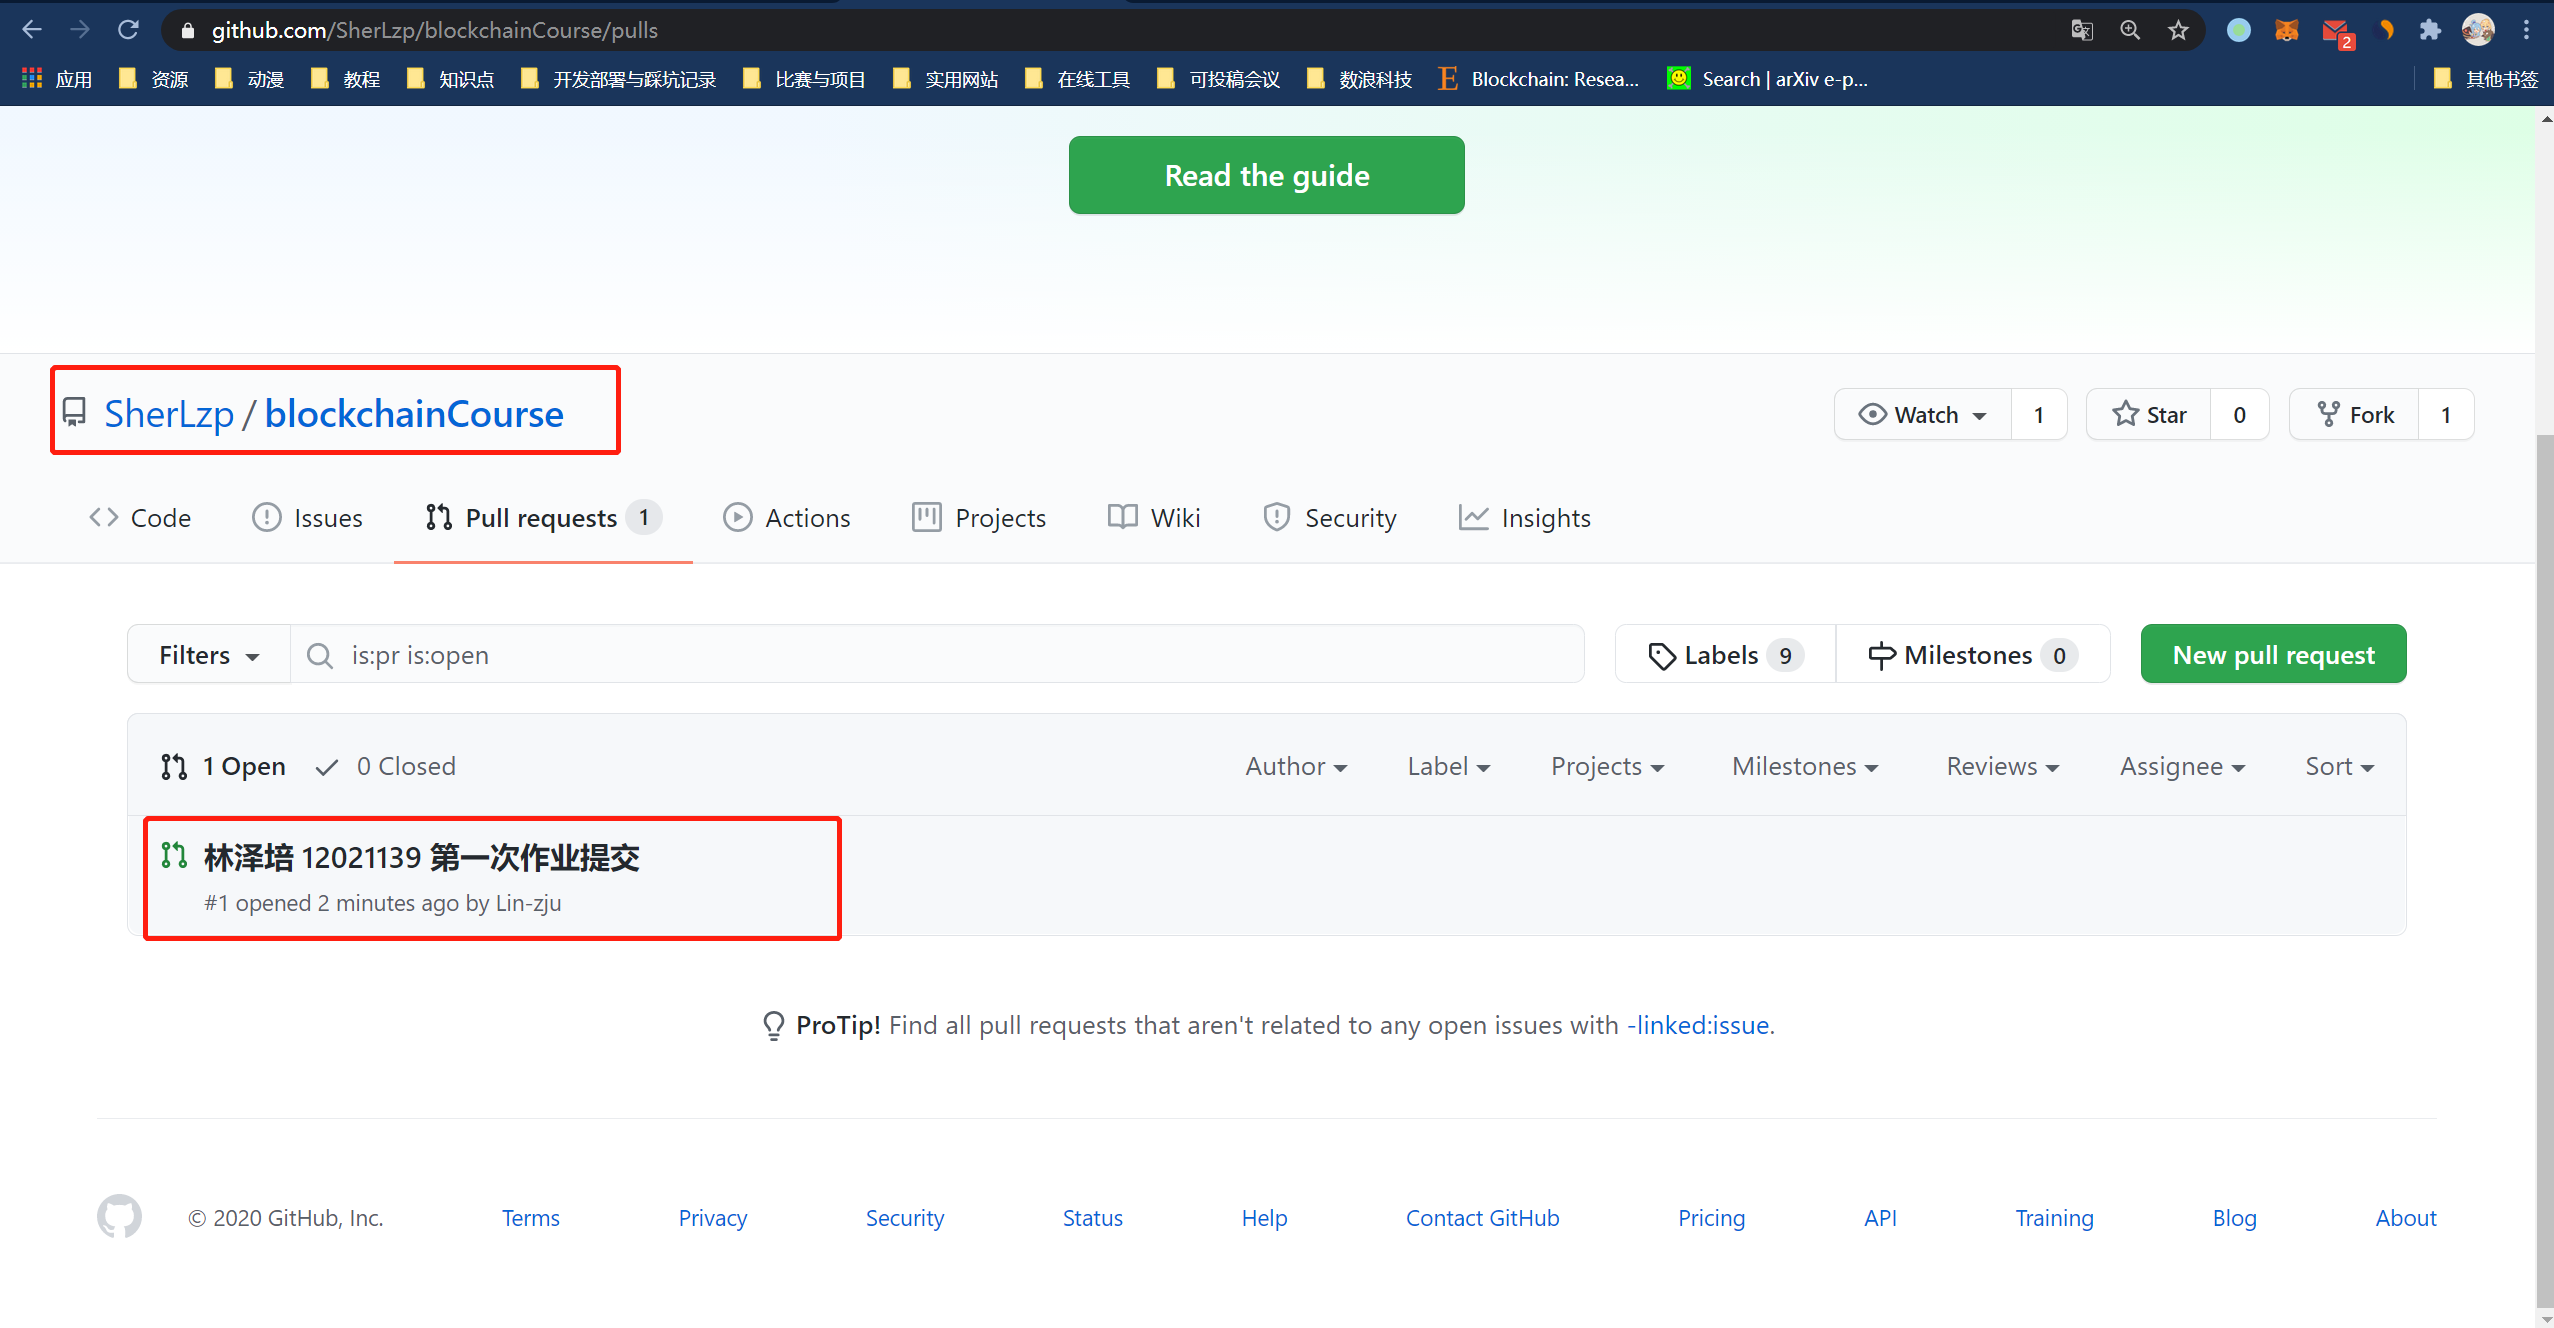 github.com/SherLzp/blockchainCourse/pulls
2
应用 资源 动漫 教程 知识点 开发部署与踩坑记录 比赛与项目 实用网站 在线工具 可投稿会议 数浪科技 Blockchain: Resea... Search | arXiv e-p... 其他书签
Read the guide
SherLzp / blockchainCourse Watch 1 Star 0 Fork 1
Code Issues Pull requests 1 Actions Projects Wiki Security Insights
Filters is:pr is:open Labels 9 Milestones 0 New pull request
1 Open 0 Closed Author Label Projects Milestones Reviews Assignee Sort
林泽培 12021139 第一次作业提交
#1 opened 2 minutes ago by Lin-zju
ProTip! Find all pull requests that aren't related to any open issues with -linked:issue.
© 2020 GitHub, Inc. Terms Privacy Security Status Help Contact GitHub Pricing API Training Blog About